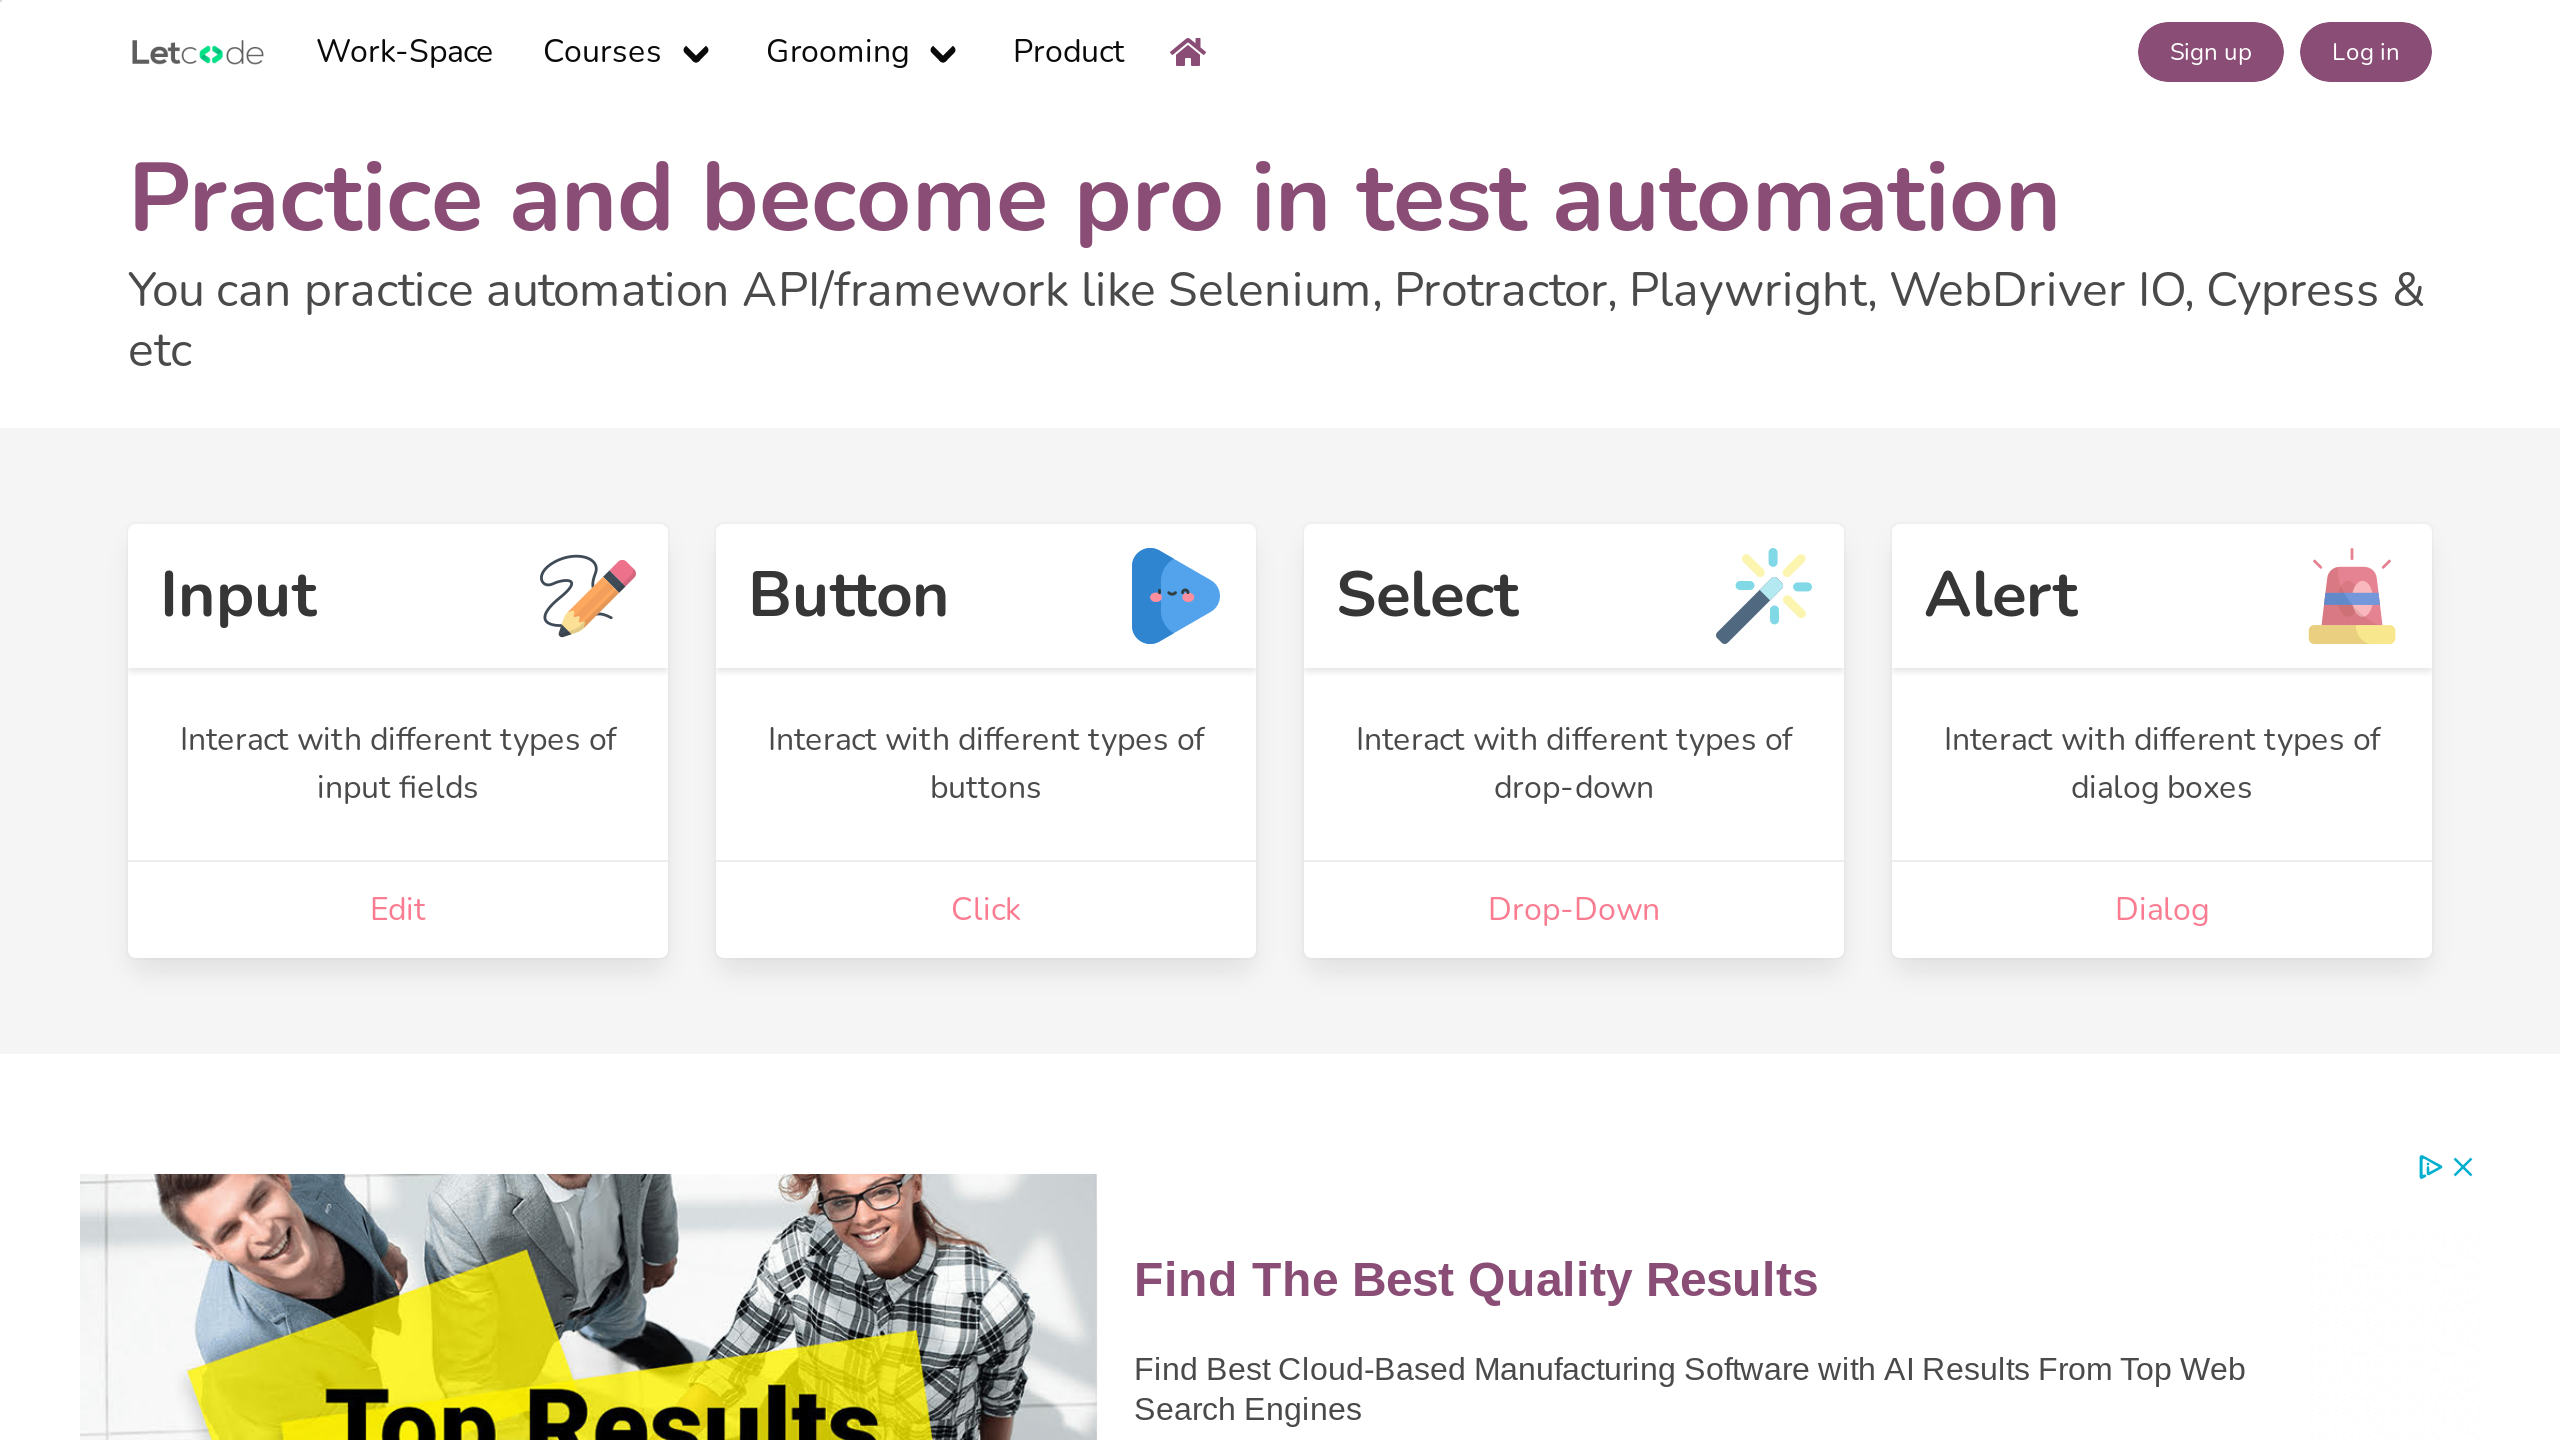 Letcode Work-Space Courses Grooming Product Sign up Log in
Practice and become pro in test automation
You can practice automation API/framework like Selenium, Protractor, Playwright, WebDriver IO, Cypress &
etc
Input
Interact with different types of
input fields
Edit
Button
Interact with different types of
buttons
Click
Select
Interact with different types of
drop-down
Drop-Down
Alert
Interact with different types of
dialog boxes
Dialog
Top Results
Find The Best Quality Results
Find Best Cloud-Based Manufacturing Software with AI Results From Top Web
Search Engines